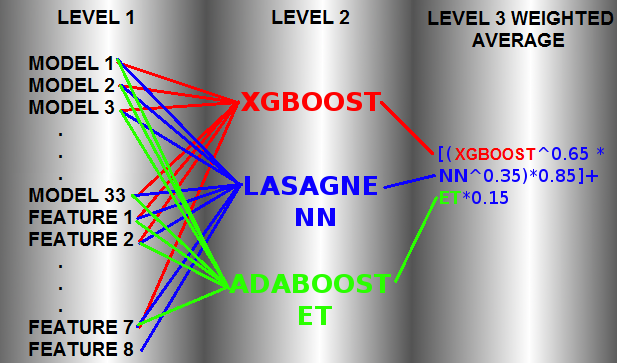 LEVEL 1
LEVEL 2
LEVEL 3 WEIGHTED
AVERAGE
MODEL 1
MODEL 2
MODEL 3
.
.
.
MODEL 33
FEATURE 1
FEATURE 2
.
.
.
FEATURE 7
FEATURE 8
XGBOOST
LASAGNE
NN
ADABOOST
ET
[(XGBOOST^0.65 *
NN^0.35)*0.85]+
ET*0.15